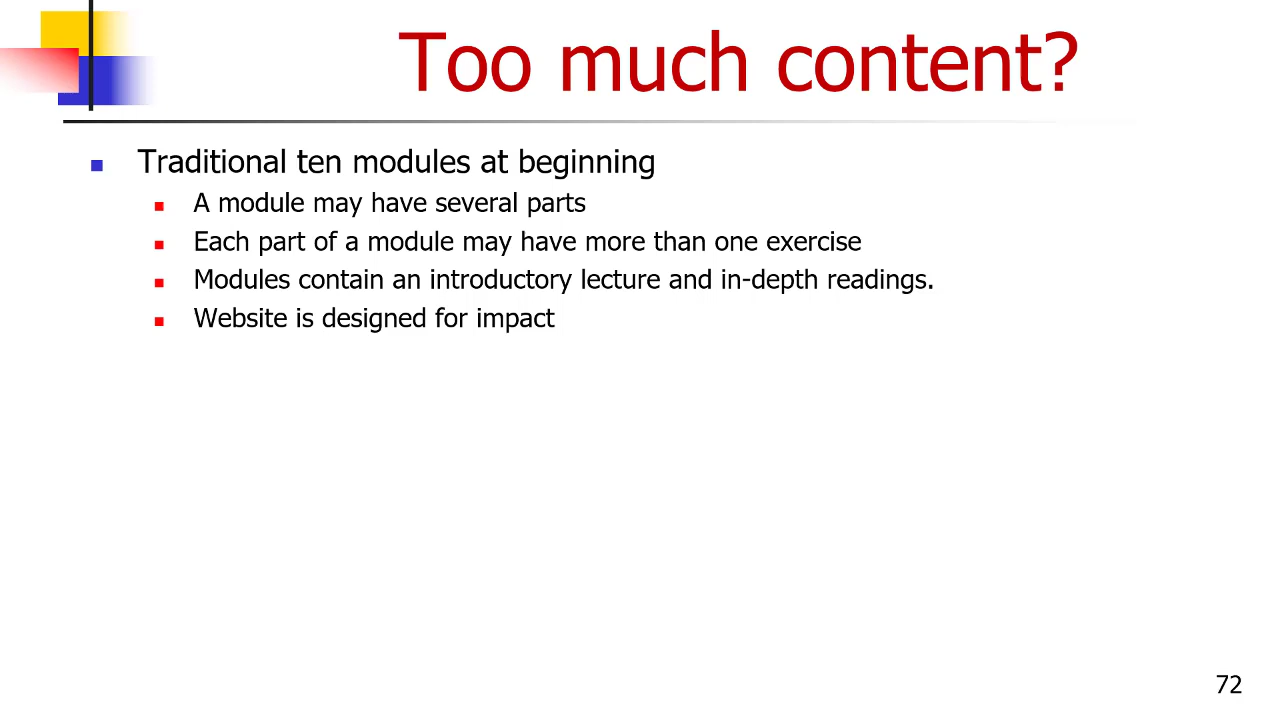 Too much content?
Traditional ten modules at beginning
A module may have several parts
Each part of a module may have more than one exercise
Modules contain an introductory lecture and in-depth readings.
Website is designed for impact
72